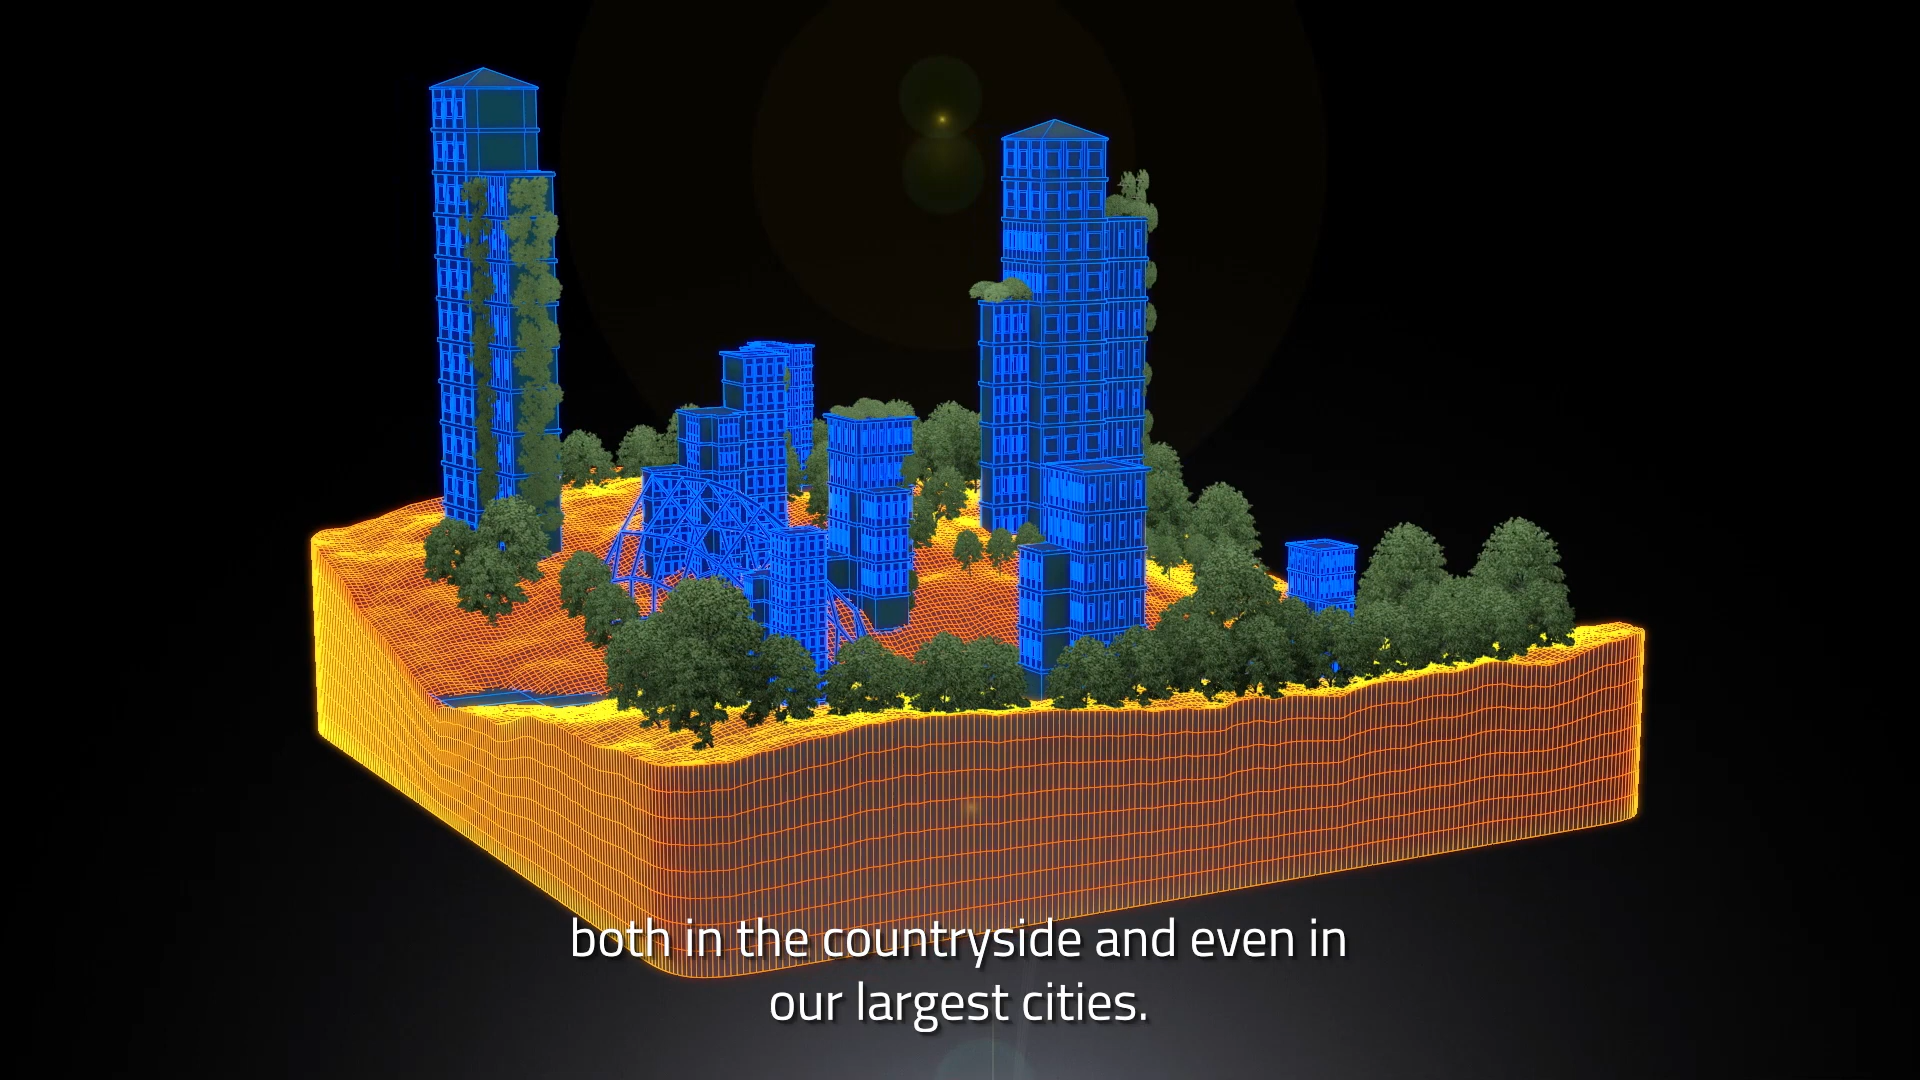 both in the countryside and even in
our largest cities.